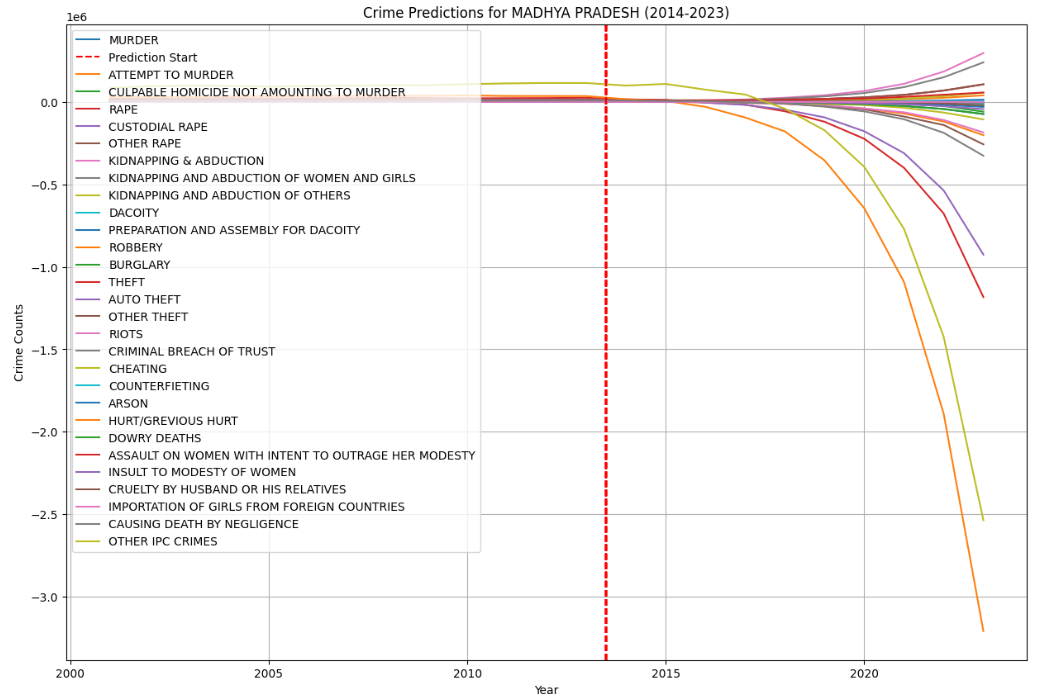 Crime Predictions for MADHYA PRADESH (2014-2023)
1e6
MURDER
Prediction Start
ATTEMPT TO MURDER
CULPABLE HOMICIDE NOT AMOUNTING TO MURDER
RAPE
CUSTODIAL RAPE
OTHER RAPE
KIDNAPPING & ABDUCTION
KIDNAPPING AND ABDUCTION OF WOMEN AND GIRLS
KIDNAPPING AND ABDUCTION OF OTHERS
DACOITY
PREPARATION AND ASSEMBLY FOR DACOITY
ROBBERY
BURGLARY
THEFT
AUTO THEFT
OTHER THEFT
RIOTS
CRIMINAL BREACH OF TRUST
CHEATING
COUNTERFIETING
ARSON
HURT/GREVIOUS HURT
DOWRY DEATHS
ASSAULT ON WOMEN WITH INTENT TO OUTRAGE HER MODESTY
INSULT TO MODESTY OF WOMEN
CRUELTY BY HUSBAND OR HIS RELATIVES
IMPORTATION OF GIRLS FROM FOREIGN COUNTRIES
CAUSING DEATH BY NEGLIGENCE
OTHER IPC CRIMES
0.0
−0.5
−1.0
−1.5
−2.0
−2.5
−3.0
Crime Counts
2000 2005 2010 2015 2020
Year